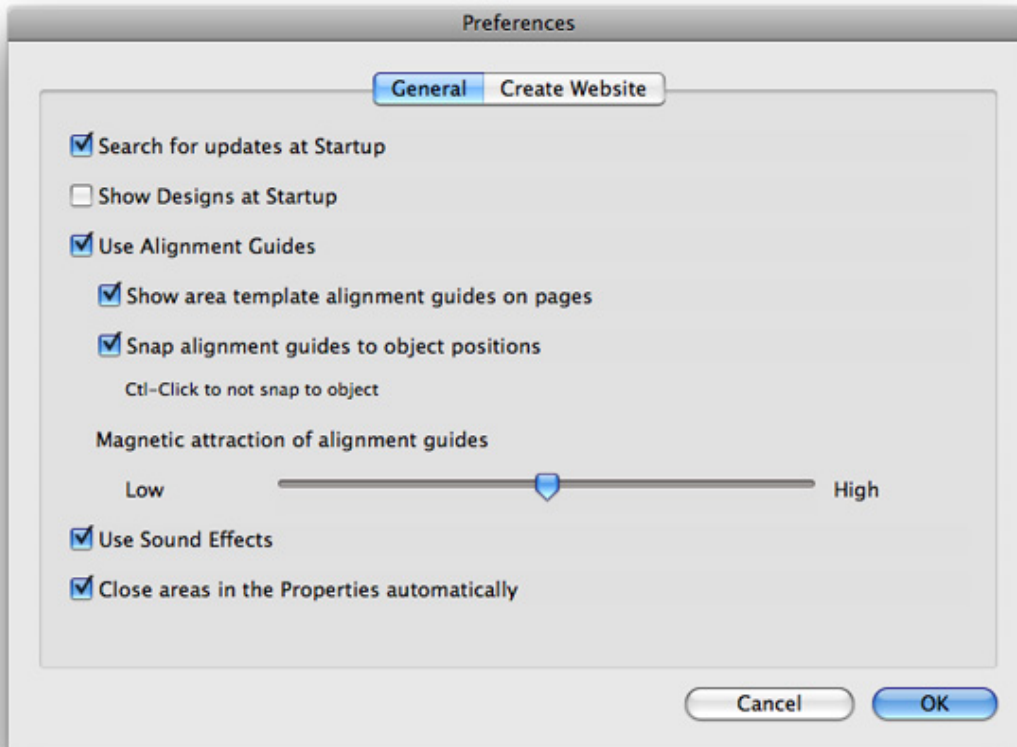 Preferences
General Create Website
Search for updates at Startup
Show Designs at Startup
Use Alignment Guides
Show area template alignment guides on pages
Snap alignment guides to object positions
Ctl-Click to not snap to object
Magnetic attraction of alignment guides
Low High
Use Sound Effects
Close areas in the Properties automatically
Cancel OK